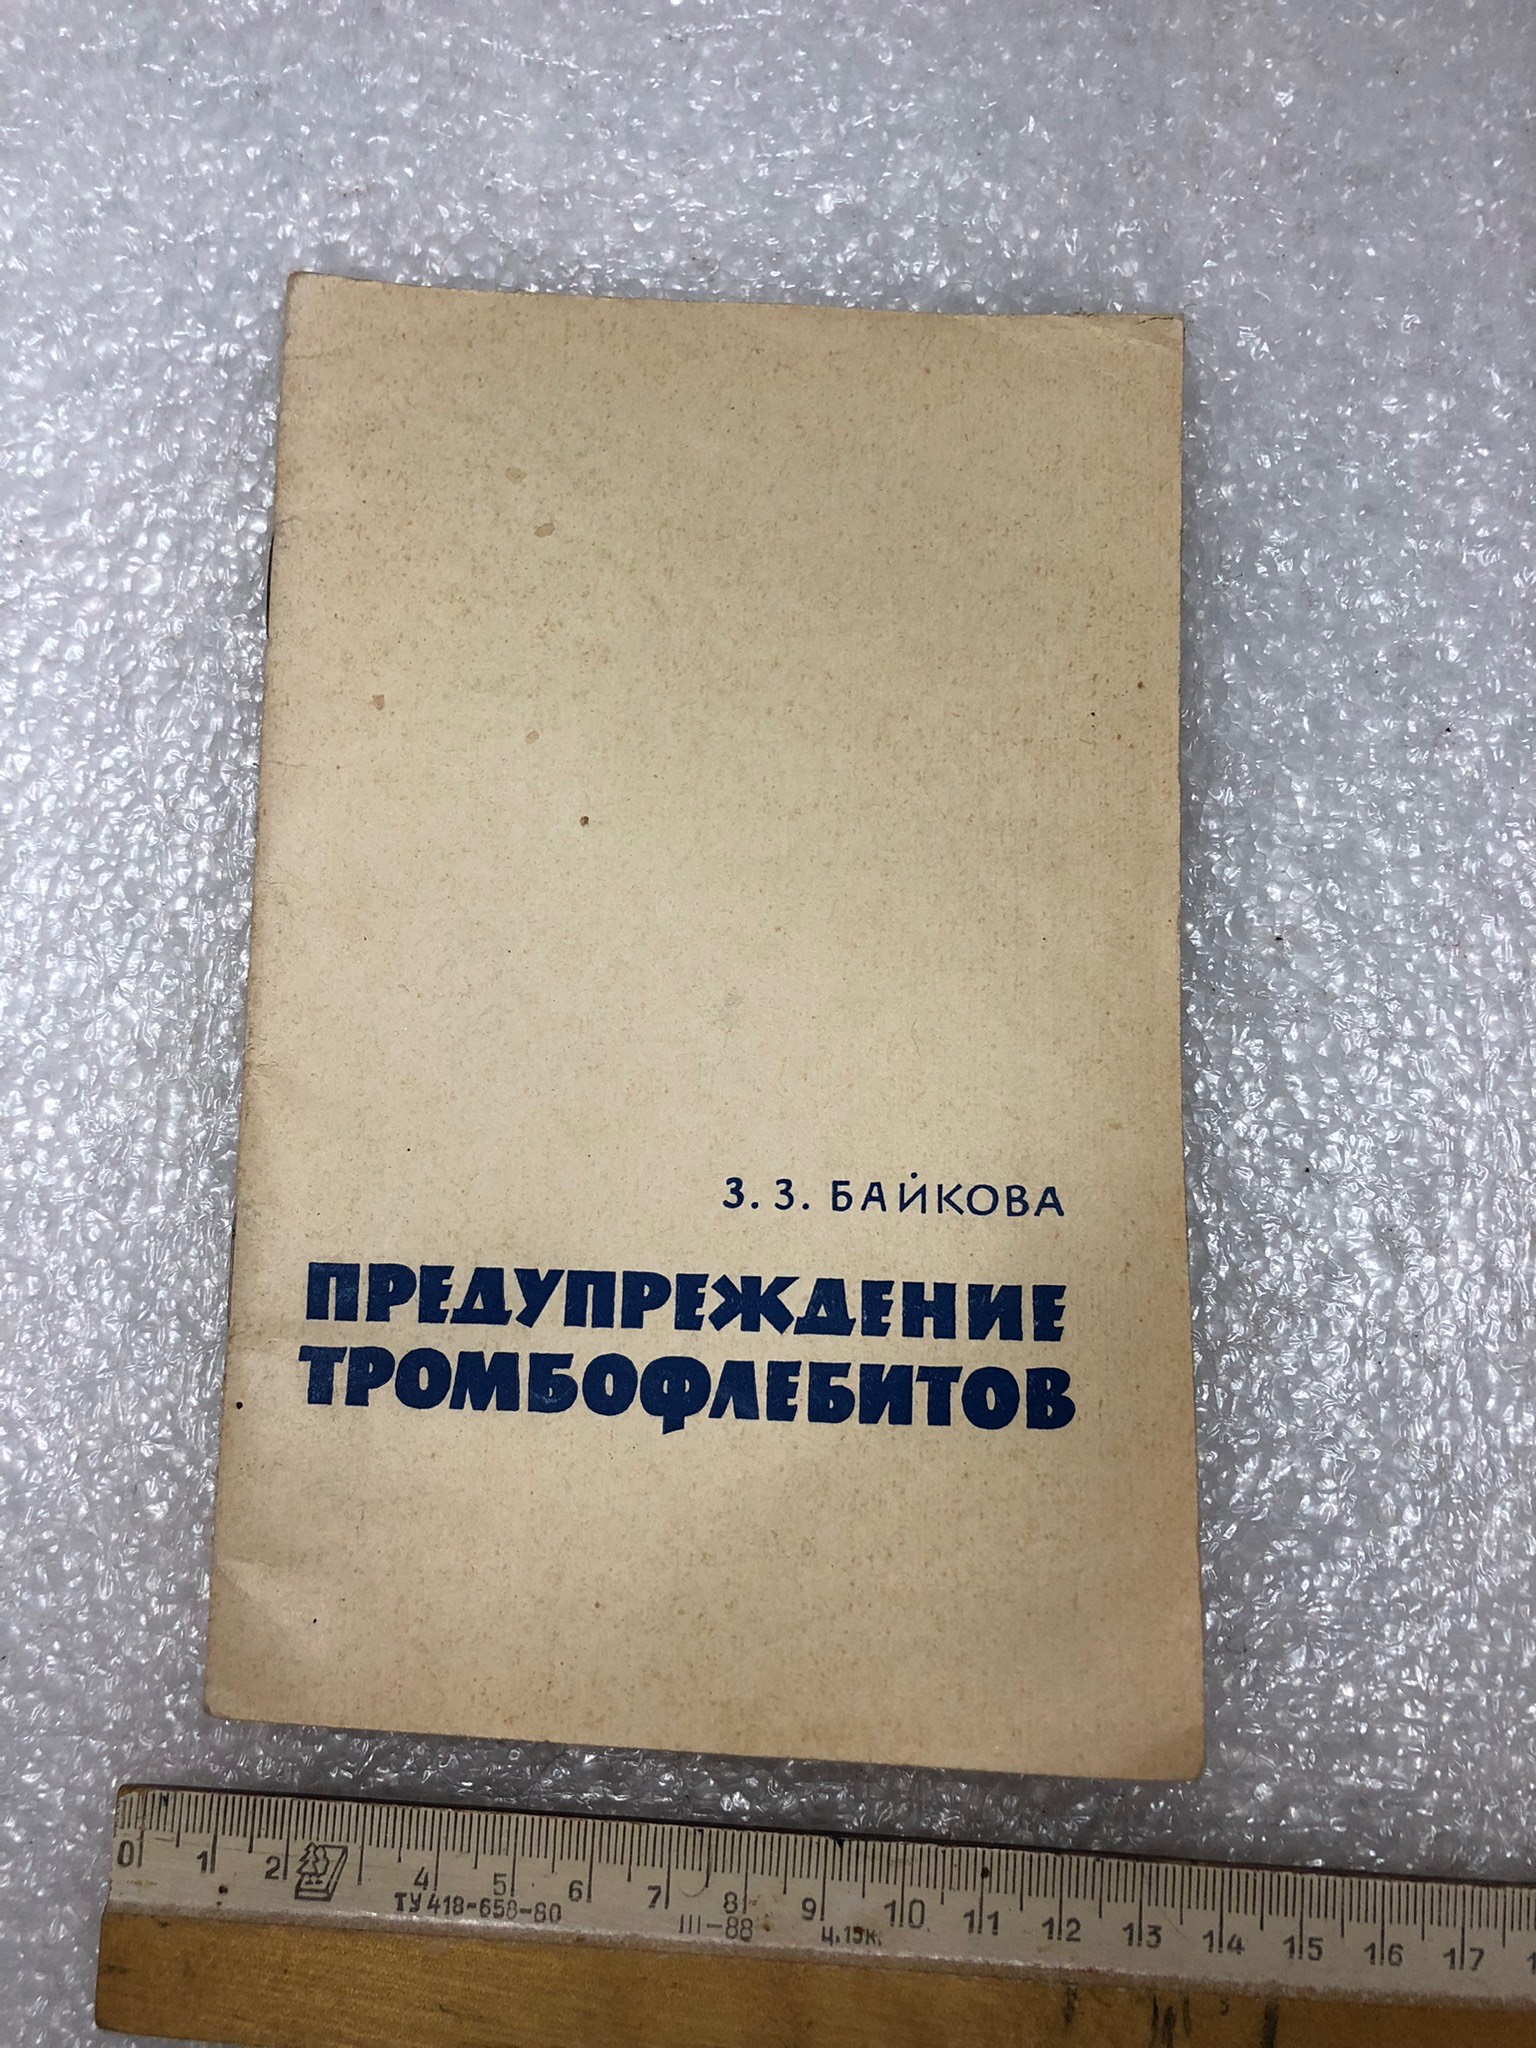 З. З. БАЙКОВА
ПРЕДУПРЕЖДЕНИЕ
ТРОМБОФЛЕБИТОВ
0 1 2 4 5 6 7 8 9 10 11 12 13 14 15 16 17
ТУ 418-658-80 III-88 Ц.15к.